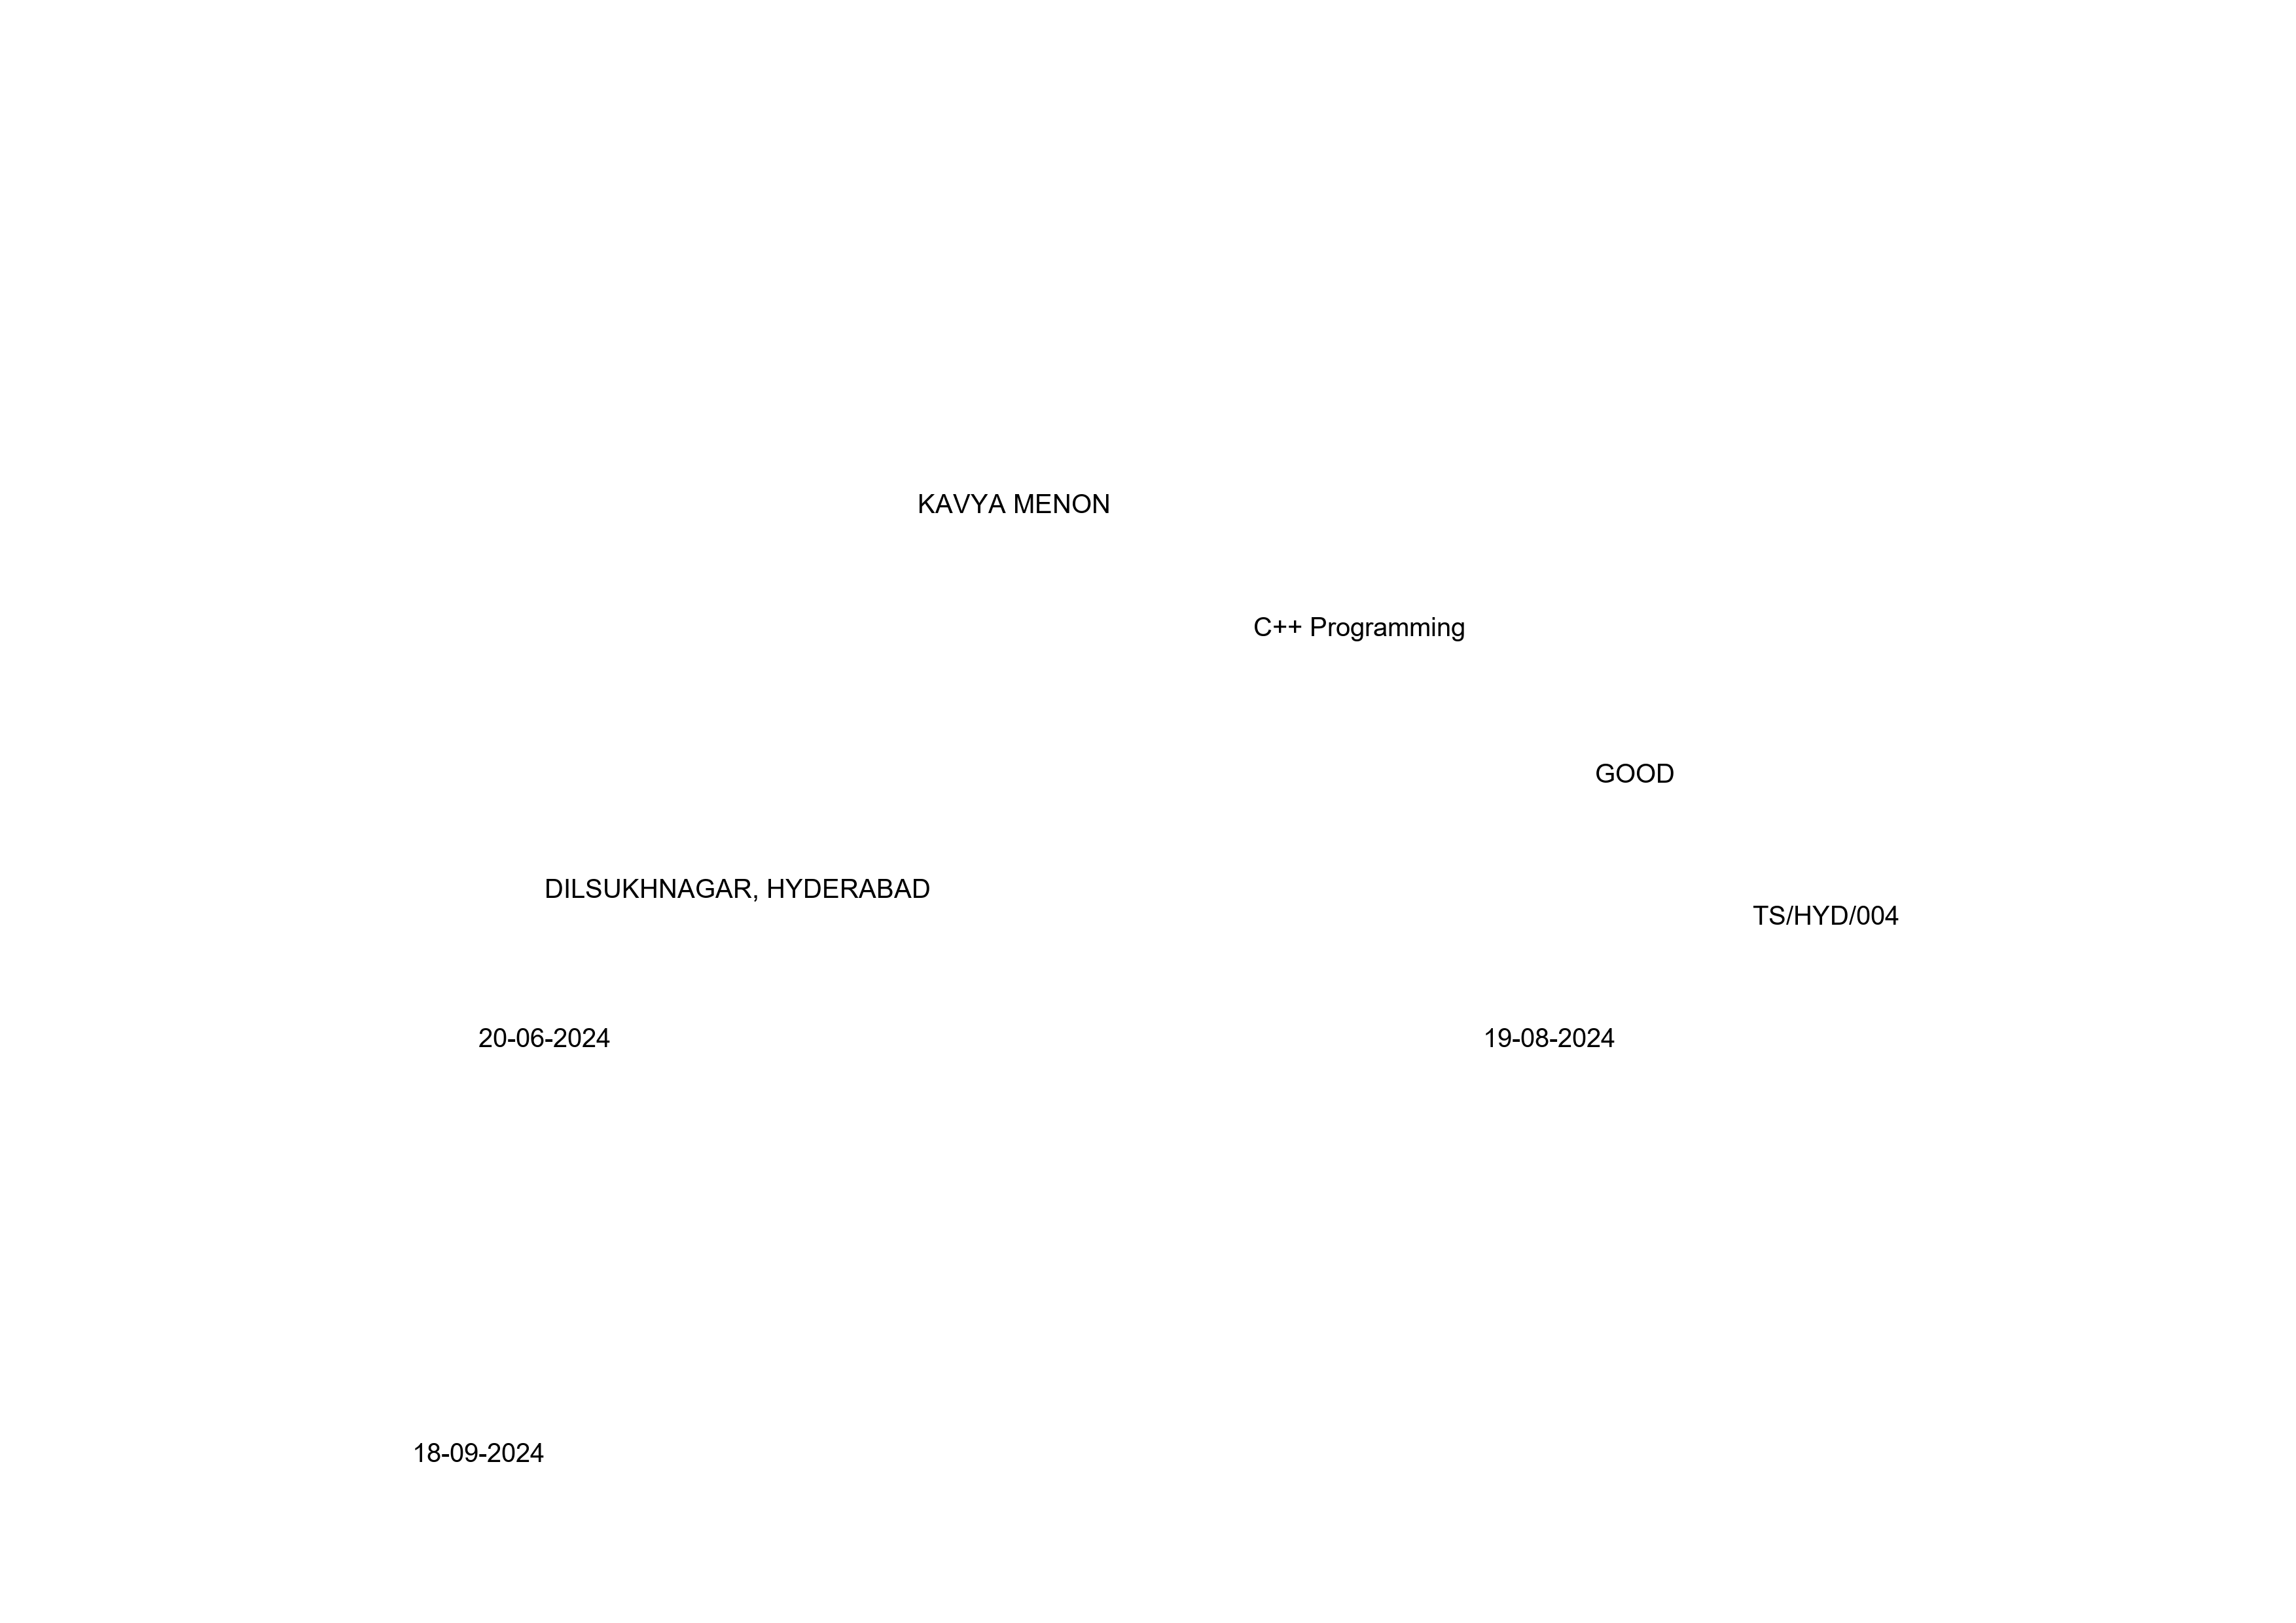 KAVYA MENON
C++ Programming
GOOD
DILSUKHNAGAR, HYDERABAD
TS/HYD/004
20-06-2024 19-08-2024
18-09-2024